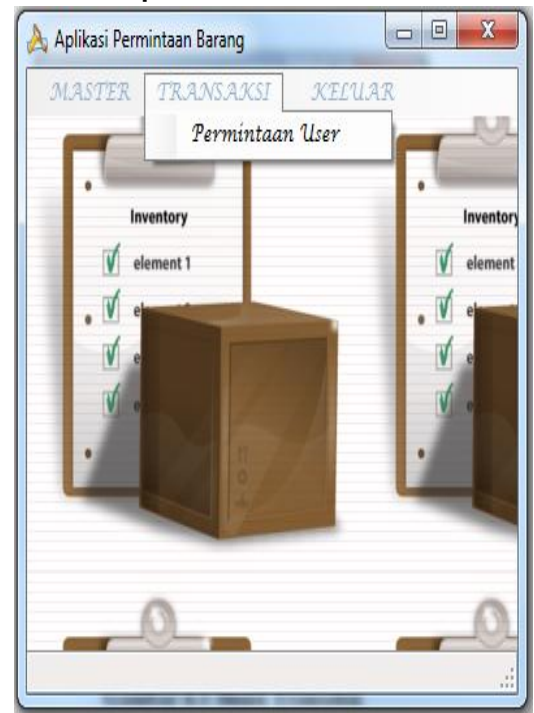 Aplikasi Permintaan Barang
MASTER TRANSAKSI KELUAR
Permintaan User
Inventory
element 1
Inventory
element